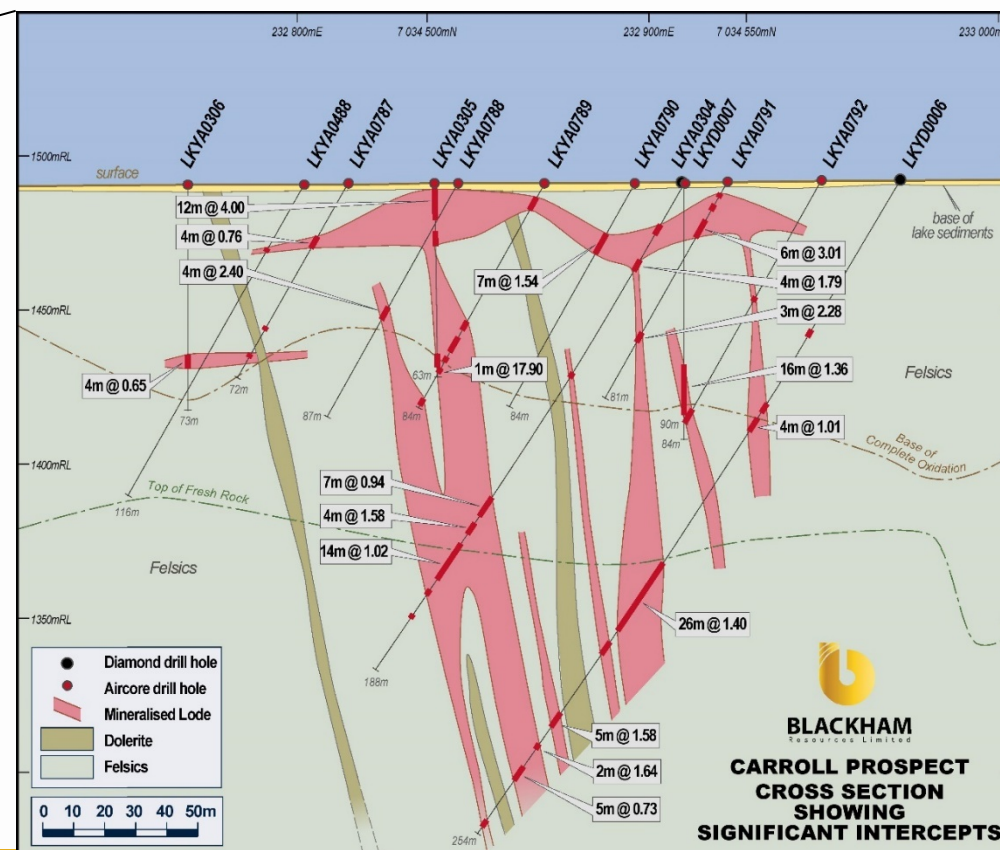 232 800mE
7 034 500mN
232 900mE
7 034 550mN
233 000m
LKYA0306
LKYA0488
LKYA0787
LKYA0305
LKYA0788
LKYA0789
LKYA0790
LKYA0304
LKYD0007
LKYA0791
LKYA0792
LKYD0006
1500mRL
surface
base of
lake sediments
12m @ 4.00
4m @ 0.76
4m @ 2.40
7m @ 1.54
6m @ 3.01
4m @ 1.79
3m @ 2.28
1450mRL
16m @ 1.36
1m @ 17.90
4m @ 0.65
63m
72m
73m
87m
84m
84m
81m
90m
84m
4m @ 1.01
Felsics
Base of
Complete Oxidation
1400mRL
7m @ 0.94
4m @ 1.58
14m @ 1.02
Top of Fresh Rock
116m
Felsics
1350mRL
26m @ 1.40
188m
5m @ 1.58
2m @ 1.64
5m @ 0.73
254m
Diamond drill hole
Aircore drill hole
Mineralised Lode
Dolerite
Felsics
0 10 20 30 40 50m
BLACKHAM
Resources Limited
CARROLL PROSPECT
CROSS SECTION
SHOWING
SIGNIFICANT INTERCEPTS